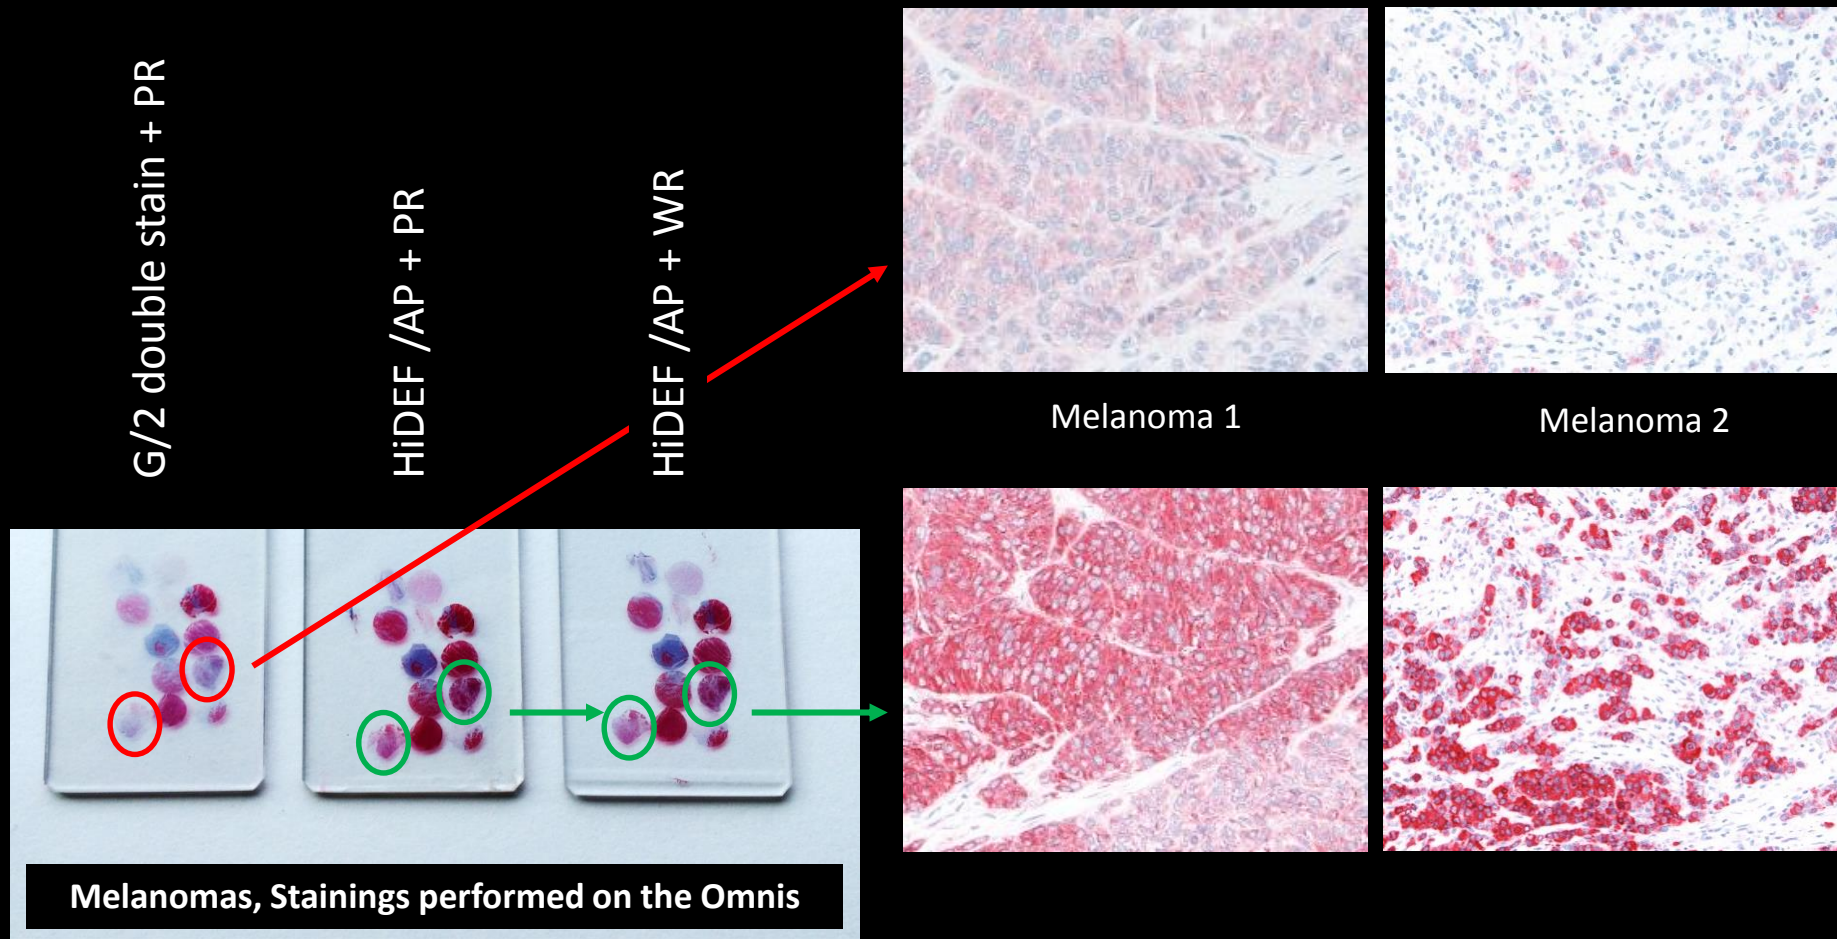 G/2 double stain + PR
HiDEF /AP + PR
HiDEF /AP + WR
Melanoma 1
Melanoma 2
Melanomas, Stainings performed on the Omnis